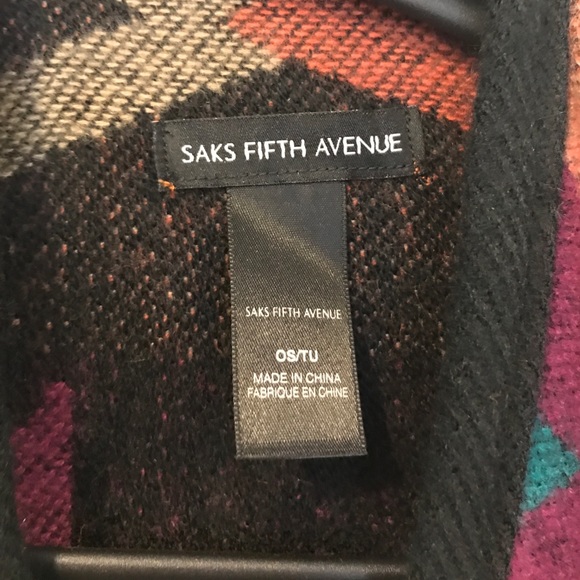 SAKS FIFTH AVENUE
SAKS FIFTH AVENUE
OS/TU
MADE IN CHINA
FABRIQUE EN CHINE